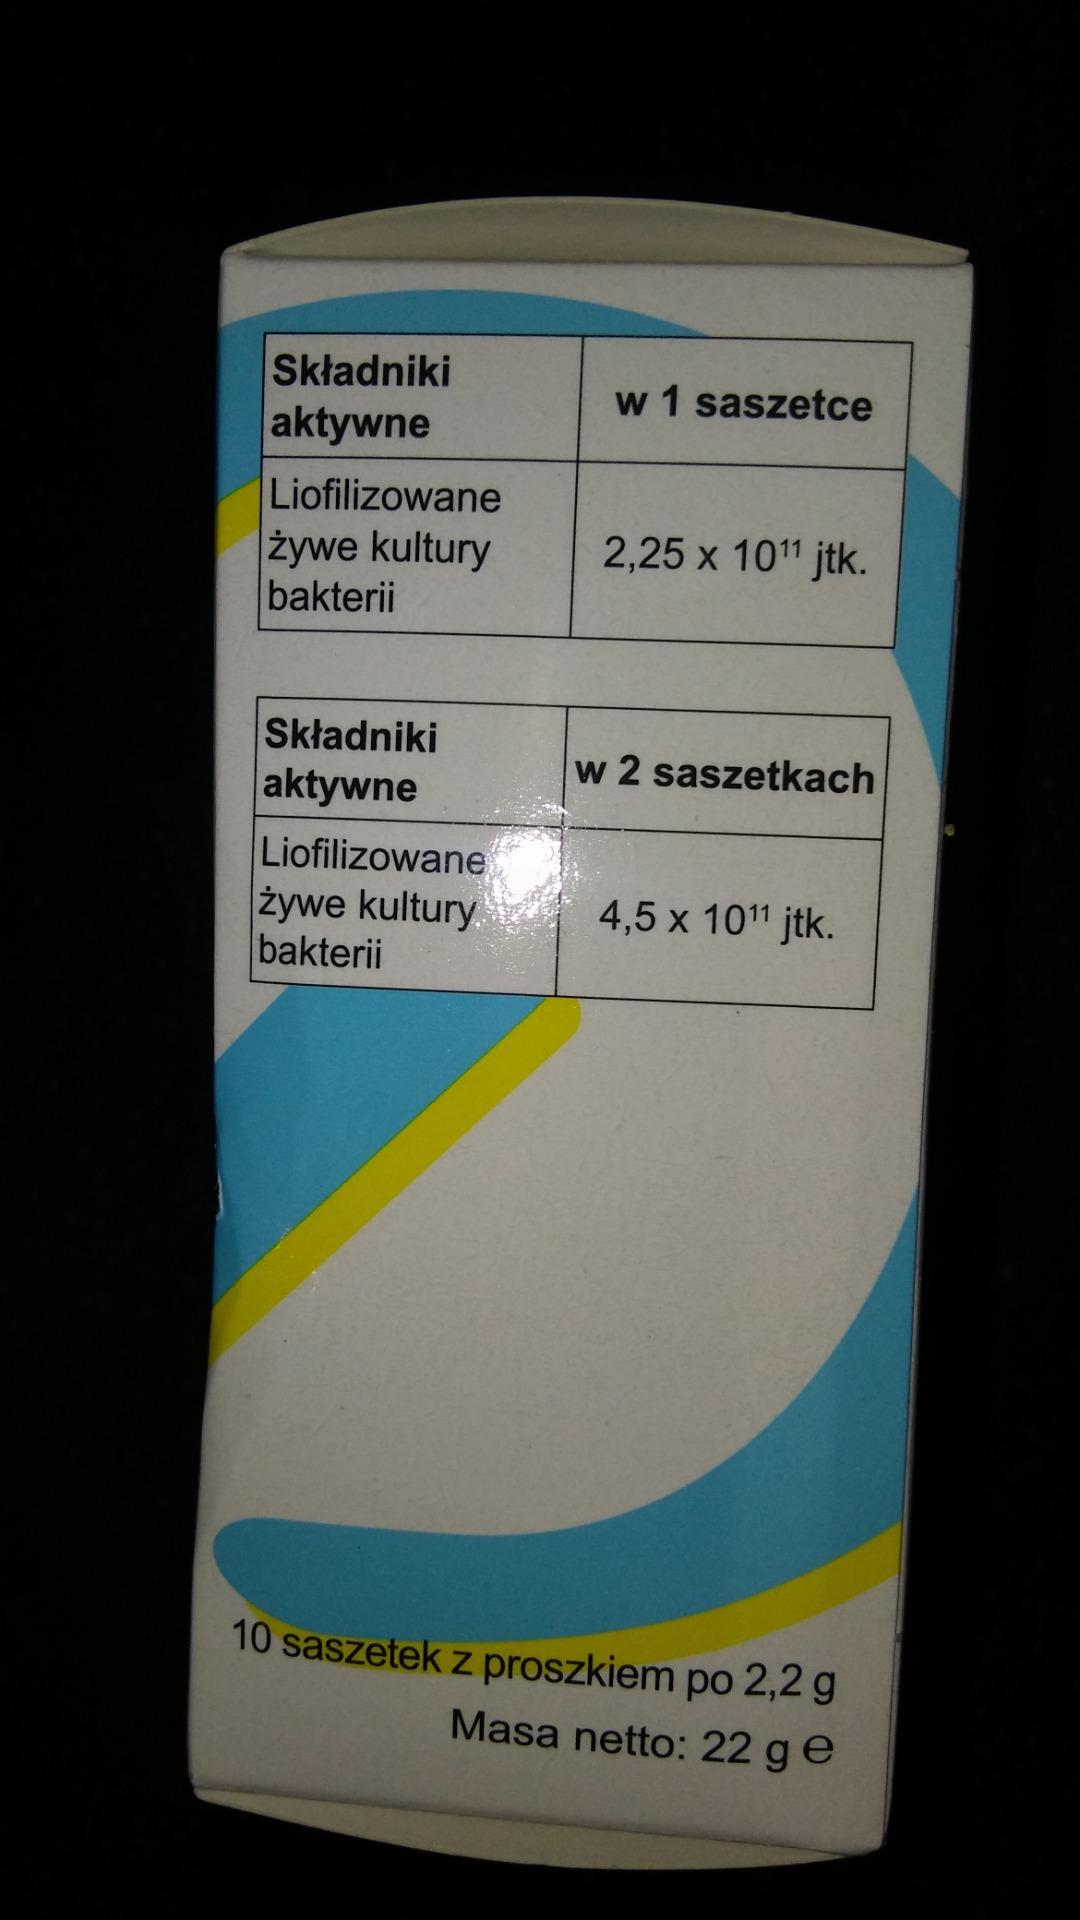 Składniki
aktywne
w 1 saszetce
Liofilizowane
żywe kultury
bakterii
2,25 x 10¹¹ jtk.
Składniki
aktywne
w 2 saszetkach
Liofilizowane
żywe kultury
bakterii
4,5 x 10¹¹ jtk.
10 saszetek z proszkiem po 2,2 g
Masa netto: 22 g ℮